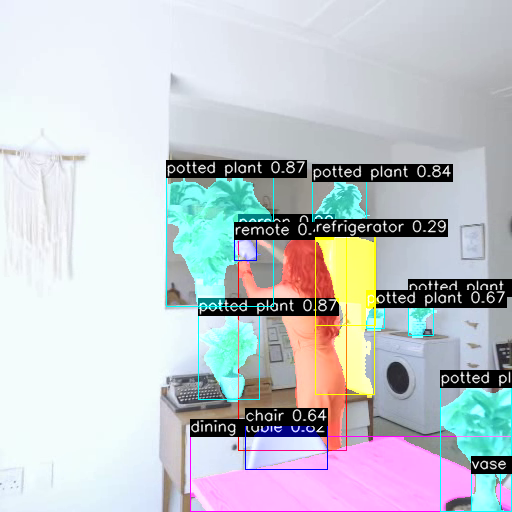 potted plant 0.87
potted plant 0.84
person
remote 0.
refrigerator 0.29
potted plant
potted plant 0.67
potted plant 0.87
potted pl
chair 0.64
dining table 0.82
vase